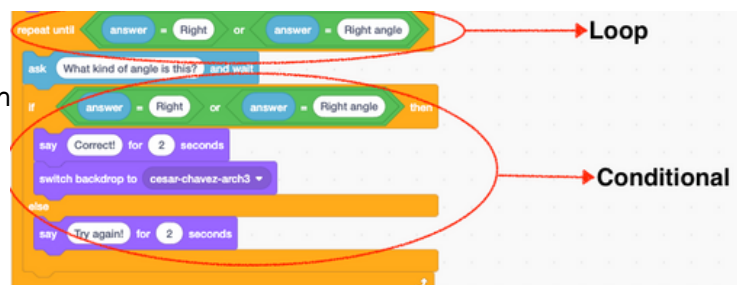 repeat until answer = Right or answer = Right angle
Loop
ask What kind of angle is this? and wait
if answer = Right or answer = Right angle then
say Correct! for 2 seconds
switch backdrop to cesar-chavez-arch3
Conditional
else
say Try again! for 2 seconds